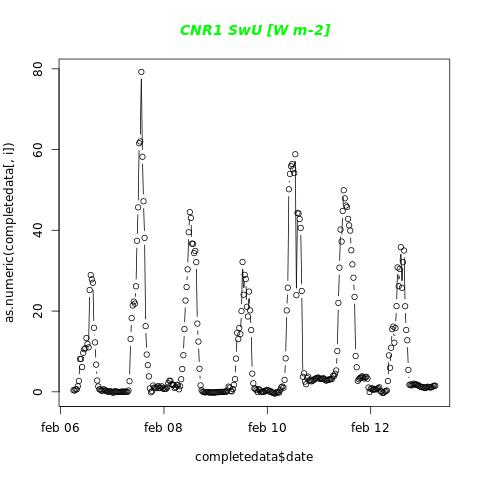 CNR1 SwU [W m-2]
as.numeric(completedata[, i])
80
60
40
20
0
feb 06
feb 08
feb 10
feb 12
completedata$date